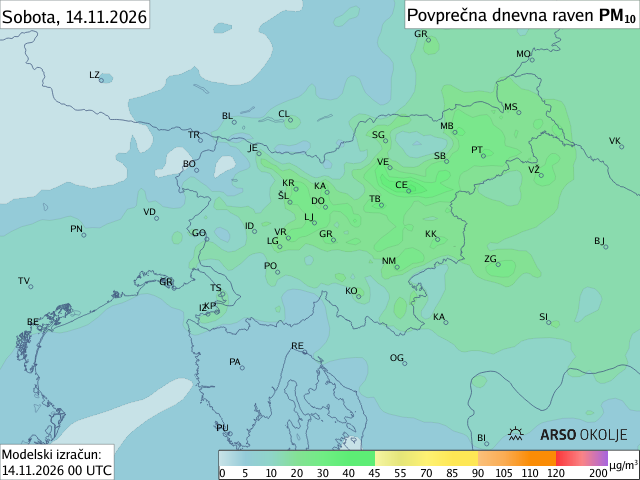 Sobota, 14.11.2026
Povprečna dnevna raven PM10
GR
MO
LZ
MS
BL
CL
MB
TR
SG
VK
JE
PT
SB
BO
VE
VŽ
KR
KA
CE
ŠL
DO
TB
VD
LJ
ID
PN
GO
VR
GR
KK
LG
BJ
PO
NM
ZG
TV
GR
TS
KO
IZ
KP
BE
KA
SI
RE
PA
OG
PU
BI
ARSO OKOLJE
Modelski izračun:
14.11.2026 00 UTC
0 5 10 20 30 40 45 55 70 85 90 105 110 120 200 µg/m³